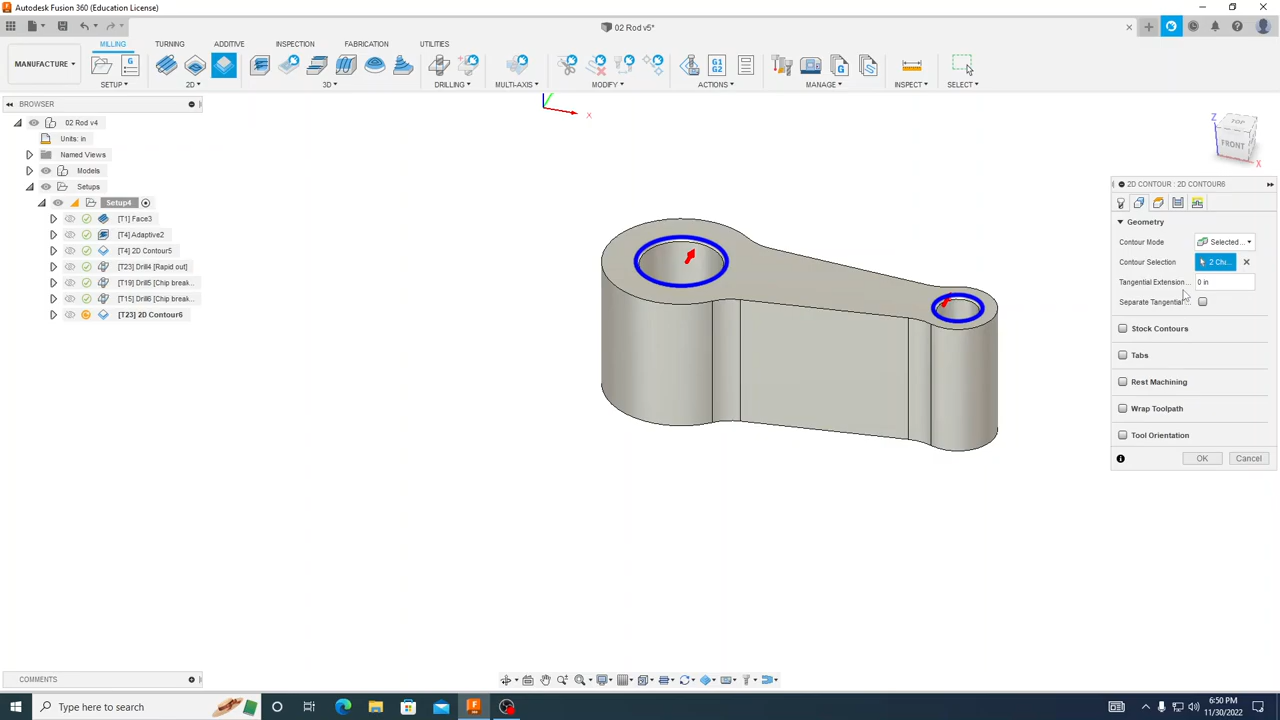 Autodesk Fusion 360 (Education License)
02 Rod v5*
MILLING TURNING ADDITIVE INSPECTION FABRICATION UTILITIES
MANUFACTURE
G1
G2
SETUP 2D 3D DRILLING MULTI-AXIS MODIFY ACTIONS MANAGE INSPECT SELECT
BROWSER
02 Rod v4
Units: in
Named Views
Models
Setups
Setup4
[T1] Face3
[T4] Adaptive2
[T4] 2D Contour5
[T23] Drill4 [Rapid out]
[T19] Drill5 [Chip break...
[T15] Drill6 [Chip break...
[T23] 2D Contour6
X
Z
TOP
FRONT
X
2D CONTOUR : 2D CONTOUR6
Geometry
Contour Mode Selected...
Contour Selection 2 Chi...
Tangential Extension... 0 in
Separate Tangential ...
Stock Contours
Tabs
Rest Machining
Wrap Toolpath
Tool Orientation
OK Cancel
COMMENTS
Type here to search
6:50 PM
11/30/2022